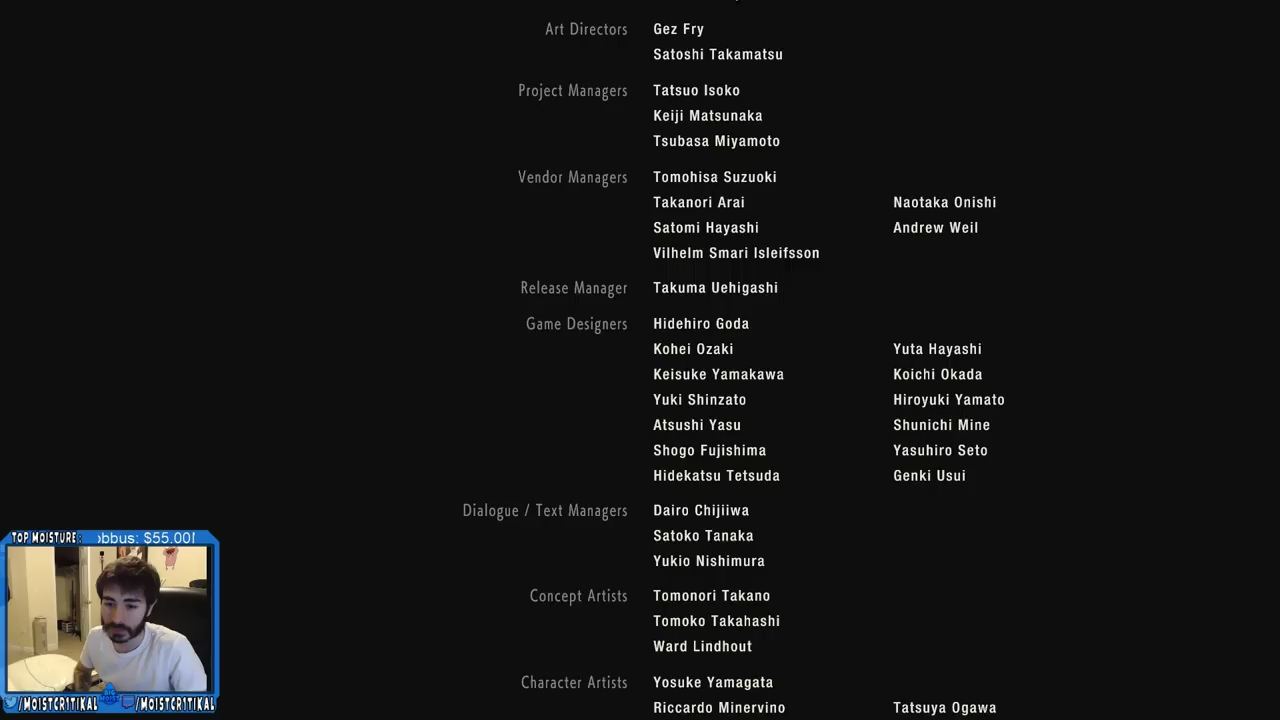 Art Directors Gez Fry
Satoshi Takamatsu
Project Managers Tatsuo Isoko
Keiji Matsunaka
Tsubasa Miyamoto
Vendor Managers Tomohisa Suzuoki
Takanori Arai Naotaka Onishi
Satomi Hayashi Andrew Weil
Vilhelm Smari Isleifsson
Release Manager Takuma Uehigashi
Game Designers Hidehiro Goda
Kohei Ozaki Yuta Hayashi
Keisuke Yamakawa Koichi Okada
Yuki Shinzato Hiroyuki Yamato
Atsushi Yasu Shunichi Mine
Shogo Fujishima Yasuhiro Seto
Hidekatsu Tetsuda Genki Usui
Dialogue / Text Managers Dairo Chijiiwa
Satoko Tanaka
Yukio Nishimura
Concept Artists Tomonori Takano
Tomoko Takahashi
Ward Lindhout
Character Artists Yosuke Yamagata
Riccardo Minervino Tatsuya Ogawa
TOP MOISTURE: obbus: $55.00
BIG MOIST
/MOISTCR1TIKAL /MOISTCR1TIKAL